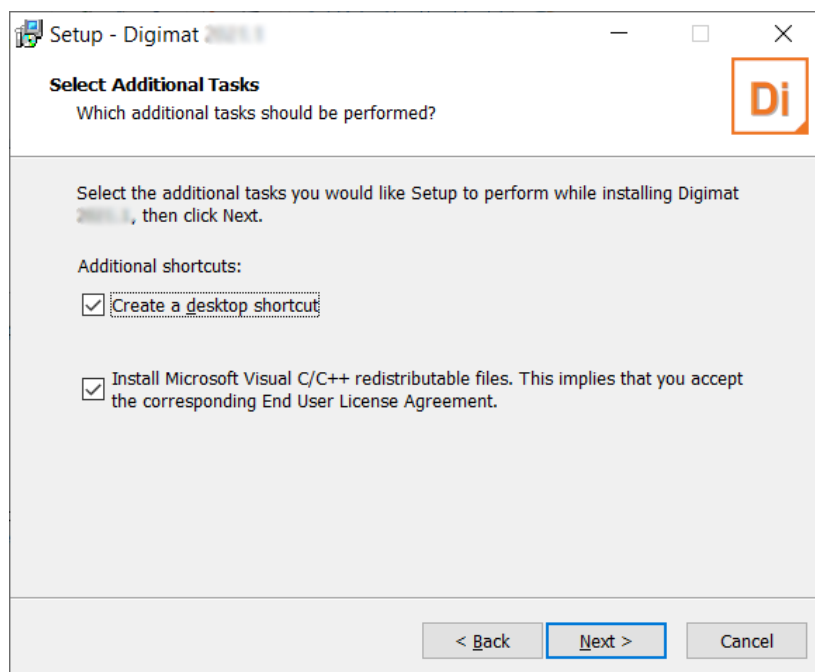 Setup - Digimat
Select Additional Tasks
Which additional tasks should be performed?
Di
Select the additional tasks you would like Setup to perform while installing Digimat
, then click Next.
Additional shortcuts:
Create a desktop shortcut
Install Microsoft Visual C/C++ redistributable files. This implies that you accept
the corresponding End User License Agreement.
< Back
Next >
Cancel